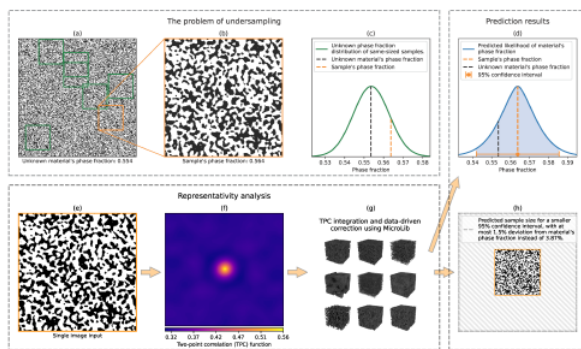 The problem of undersampling
(a)
(b)
(c)
Unknown phase fraction
distribution of same-sized samples.
Unknown material's phase fraction
Sample's phase fraction
Unknown material's phase fraction: 0.554
Sample's phase fraction: 0.564
0.53 0.54 0.55 0.56 0.57 0.58
Phase fraction
Prediction results
(d)
Predicted likelihood of material's
phase fraction
Sample's phase fraction
Unknown material's phase fraction
95% confidence interval
0.54 0.55 0.56 0.57 0.58 0.59
Phase fraction
Representativity analysis
(e)
Single image input
(f)
0.32 0.40 0.48 0.56
Two-point correlation (TPC) function
(g)
TPC integration and data-driven
correction using MicroLib
(h)
Predicted sample size for a smaller
95% confidence interval, with at
most 1.5% deviation from material's
phase fraction instead of 3.87%.